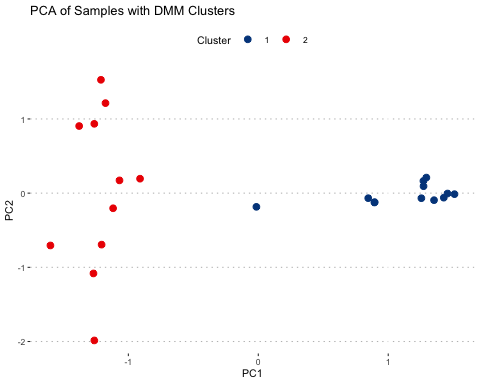 PCA of Samples with DMM Clusters
Cluster 1 2
1
0
-1
-2
PC2
-1 0 1
PC1